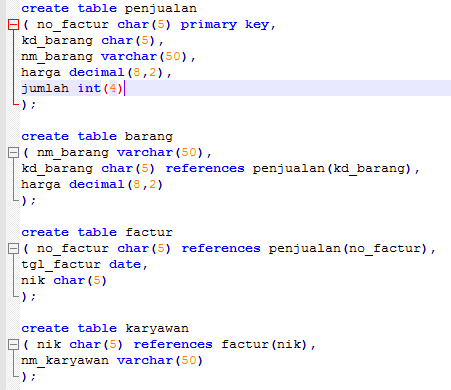 create table penjualan
( no_factur char(5) primary key,
kd_barang char(5),
nm_barang varchar(50),
harga decimal(8,2),
jumlah int(4)
);
create table barang
( nm_barang varchar(50),
kd_barang char(5) references penjualan(kd_barang),
harga decimal(8,2)
);
create table factur
( no_factur char(5) references penjualan(no_factur),
tgl_factur date,
nik char(5)
);
create table karyawan
( nik char(5) references factur(nik),
nm_karyawan varchar(50)
);